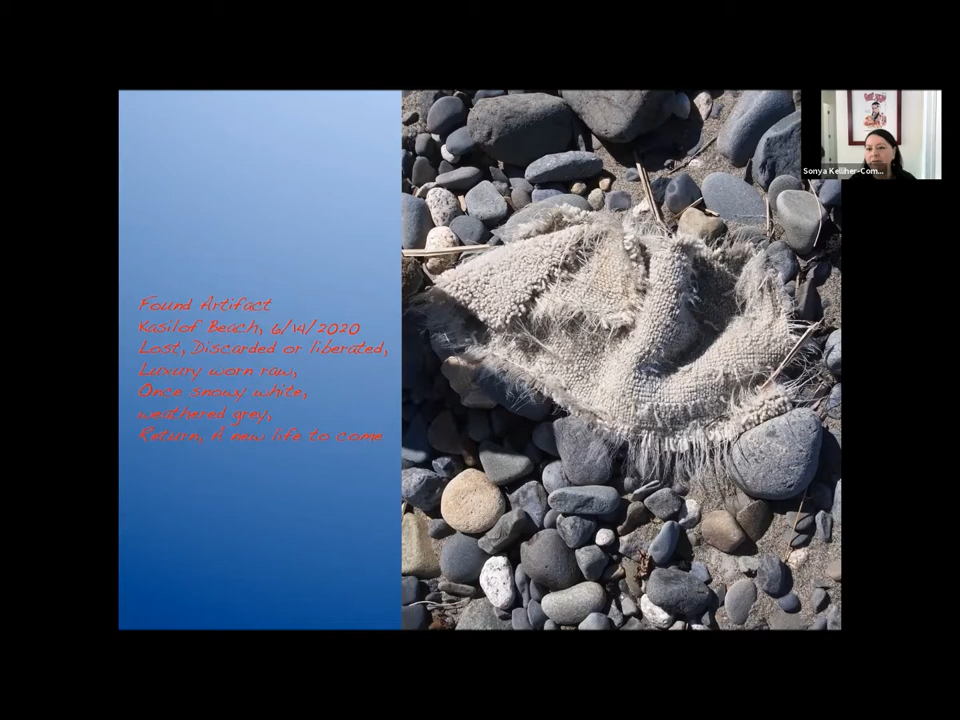 Found Artifact
Kasilof Beach, 6/14/2020
Lost, Discarded or liberated,
Luxury worn raw,
Once snowy white,
weathered grey,
Return, A new life to come
Sonya Kelliher-Com...